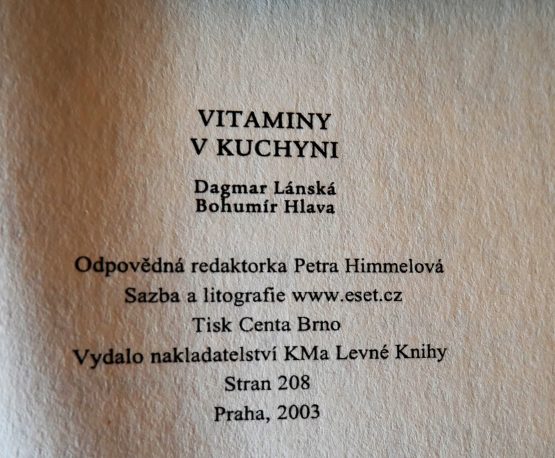 VITAMINY
V KUCHYNI
Dagmar Lánská
Bohumír Hlava
Odpovědná redaktorka Petra Himmelová
Sazba a litografie www.eset.cz
Tisk Centa Brno
Vydalo nakladatelství KMa Levné Knihy
Stran 208
Praha, 2003